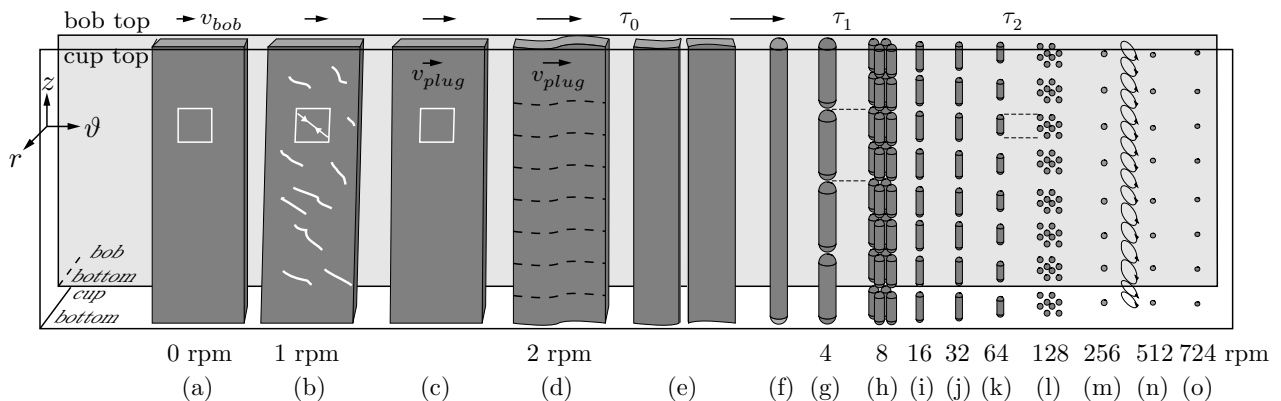 bob top v_bob τ_0 τ_1 τ_2
cup top
v_plug v_plug
z
ϑ
r
bob
bottom
cup
bottom
0 rpm 1 rpm 2 rpm 4 8 16 32 64 128 256 512 724 rpm
(a) (b) (c) (d) (e) (f) (g) (h) (i) (j) (k) (l) (m) (n) (o)